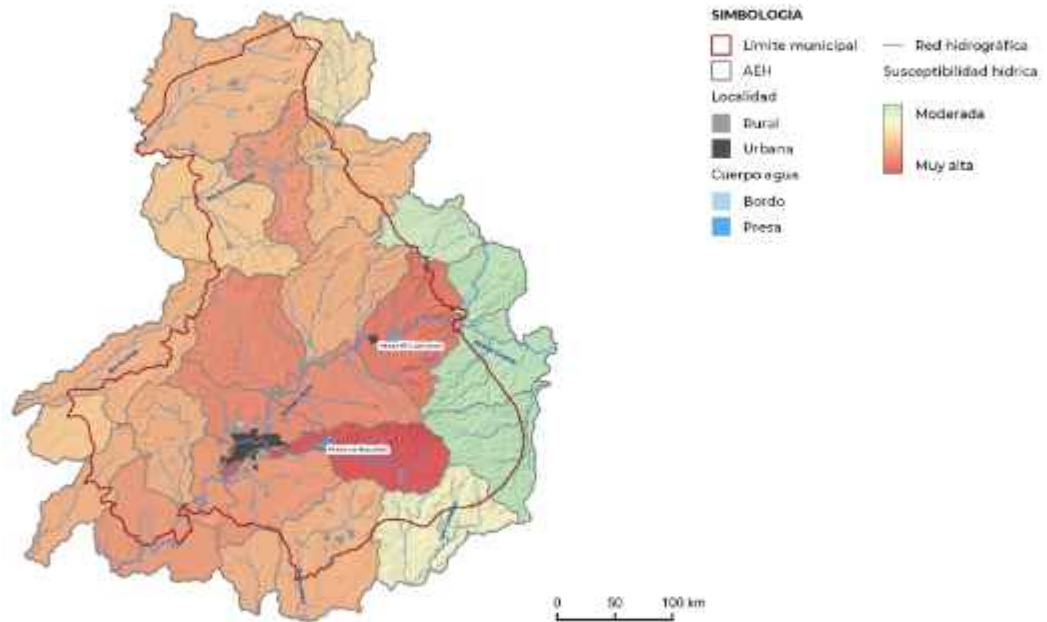 SIMBOLOGÍA
Límite municipal
AEH
Localidad
Rural
Urbana
Cuerpo agua
Bordo
Presa
Red hidrográfica
Susceptibilidad hídrica
Moderada
Muy alta
0 50 100 km